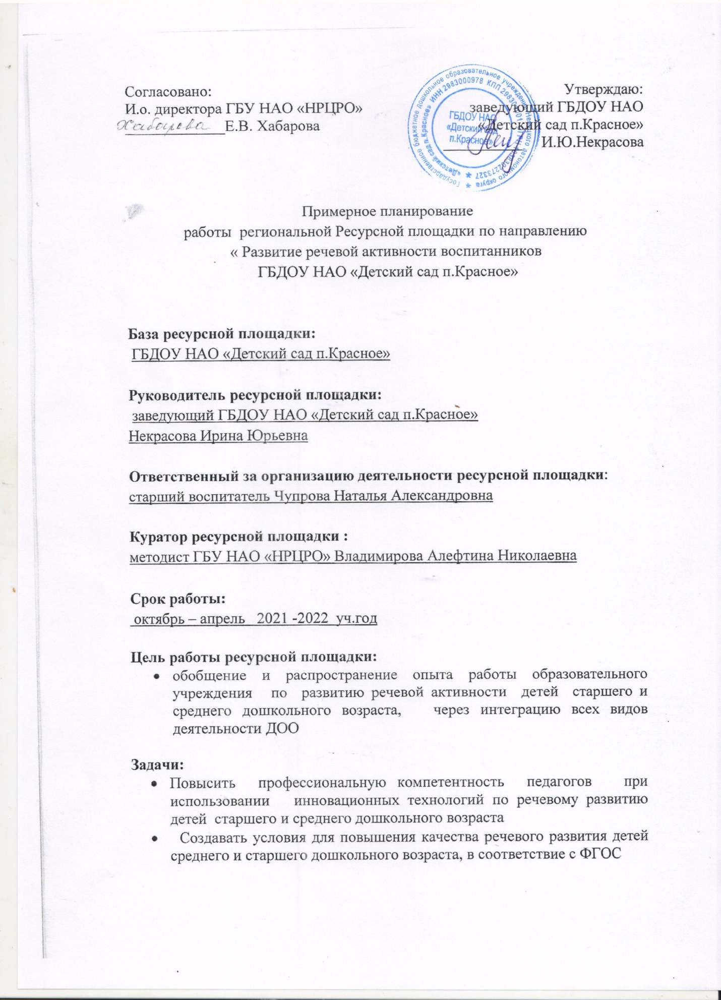 Согласовано:
И.о. директора ГБУ НАО «НРЦРО»
Хабарова Е.В. Хабарова
Утверждаю:
заведующий ГБДОУ НАО
«Детский сад п.Красное»
И.Ю.Некрасова
Государственное бюджетное дошкольное образовательное учреждение Ненецкого автономного округа
«Детский сад п.Красное» ИНН 2983000978 КПП 298301001
ГБДОУ НАО
«Детский сад
п.Красное»
Примерное планирование
работы региональной Ресурсной площадки по направлению
« Развитие речевой активности воспитанников
ГБДОУ НАО «Детский сад п.Красное»
База ресурсной площадки:
ГБДОУ НАО «Детский сад п.Красное»
Руководитель ресурсной площадки:
заведующий ГБДОУ НАО «Детский сад п.Красное»
Некрасова Ирина Юрьевна
Ответственный за организацию деятельности ресурсной площадки:
старший воспитатель Чупрова Наталья Александровна
Куратор ресурсной площадки :
методист ГБУ НАО «НРЦРО» Владимирова Алефтина Николаевна
Срок работы:
октябрь – апрель 2021 -2022 уч.год
Цель работы ресурсной площадки:
• обобщение и распространение опыта работы образовательного
учреждения по развитию речевой активности детей старшего и
среднего дошкольного возраста, через интеграцию всех видов
деятельности ДОО
Задачи:
• Повысить профессиональную компетентность педагогов при
использовании инновационных технологий по речевому развитию
детей старшего и среднего дошкольного возраста
• Создавать условия для повышения качества речевого развития детей
среднего и старшего дошкольного возраста, в соответствие с ФГОС